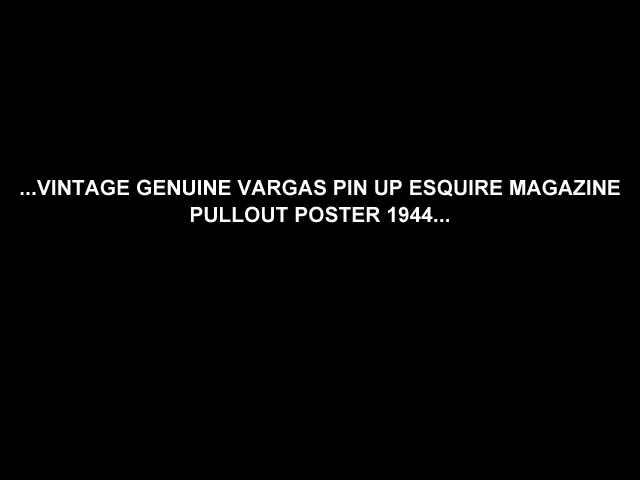 ...VINTAGE GENUINE VARGAS PIN UP ESQUIRE MAGAZINE
PULLOUT POSTER 1944...